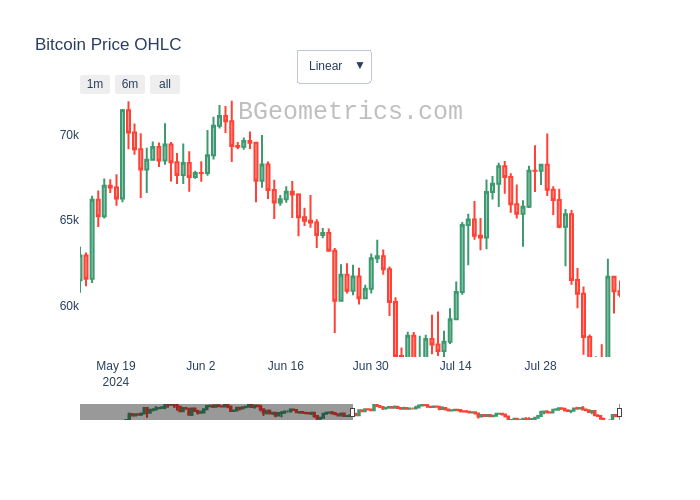 Bitcoin Price OHLC
Linear ▼
1m 6m all
BGeometrics.com
70k
65k
60k
May 19 Jun 2 Jun 16 Jun 30 Jul 14 Jul 28
2024